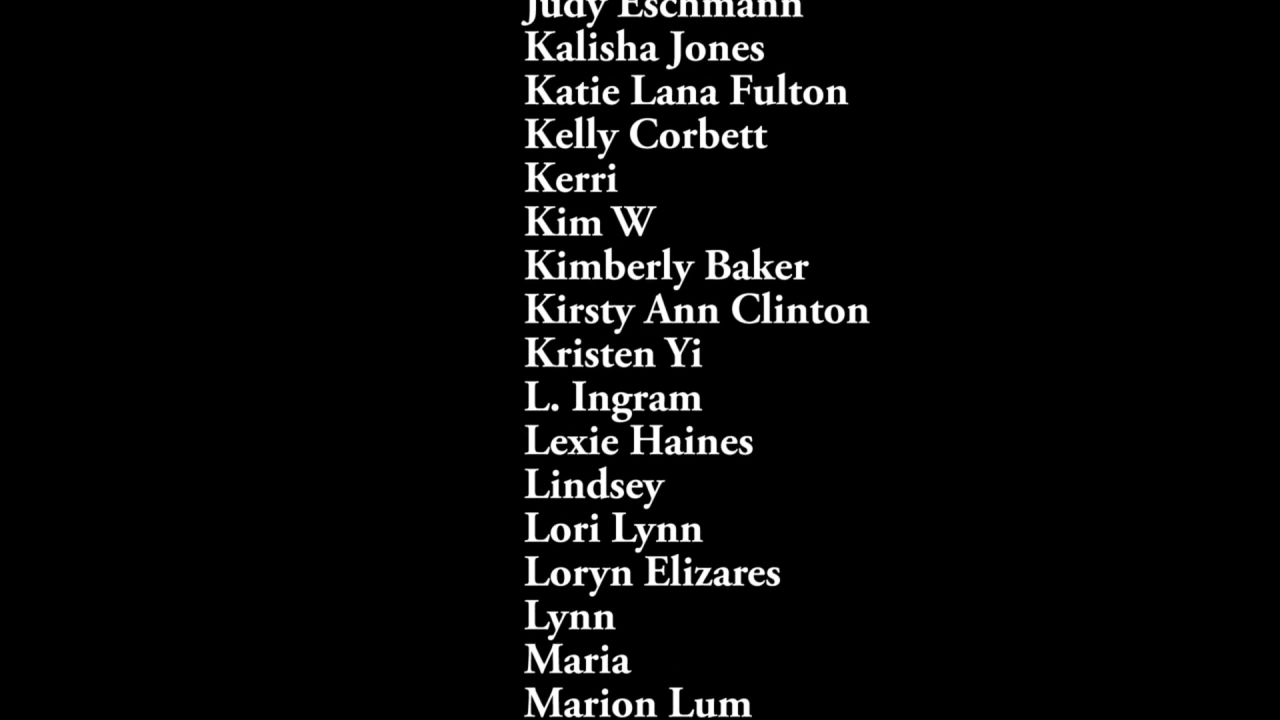 Judy Eschmann
Kalisha Jones
Katie Lana Fulton
Kelly Corbett
Kerri
Kim W
Kimberly Baker
Kirsty Ann Clinton
Kristen Yi
L. Ingram
Lexie Haines
Lindsey
Lori Lynn
Loryn Elizares
Lynn
Maria
Marion Lum